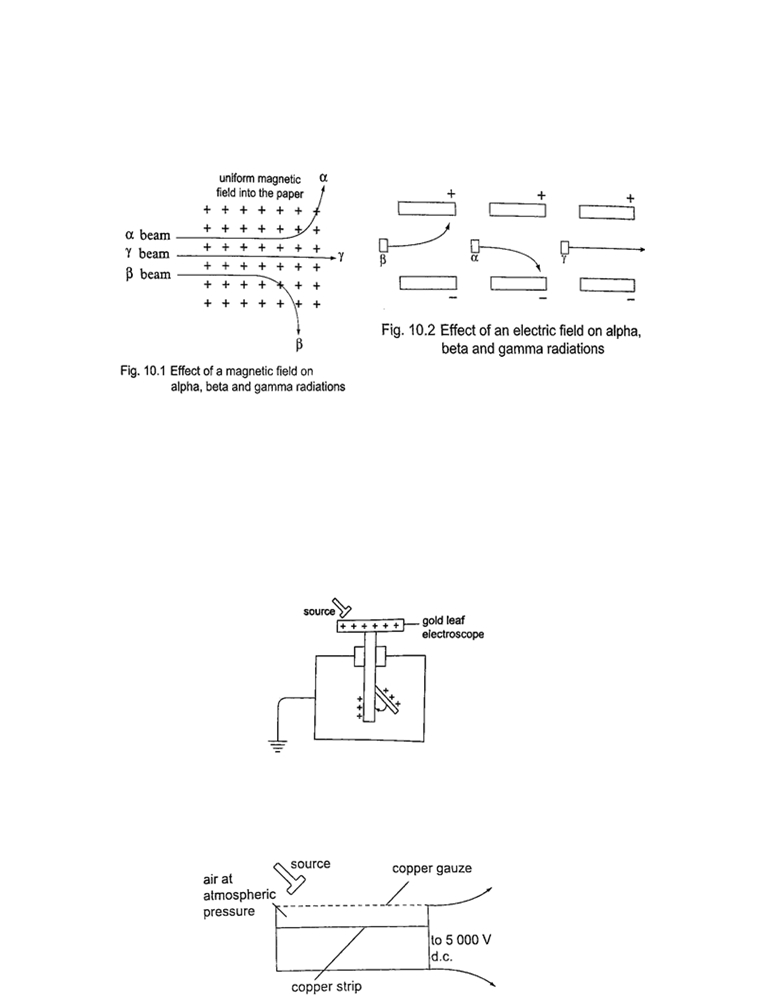 uniform magnetic
field into the paper
α
+ + + + + + +
+ + + + + + +
α beam
+ + + + + + +
γ beam
γ
+ + + + + + +
β beam
+ + + + + + +
+ + + + + + +
β
Fig. 10.1 Effect of a magnetic field on
alpha, beta and gamma radiations
+ + +
β α γ
− − −
Fig. 10.2 Effect of an electric field on alpha,
beta and gamma radiations
source
+ + + + + +
gold leaf
electroscope
+ + +
+ + +
source
copper gauze
air at
atmospheric
pressure
to 5 000 V
d.c.
copper strip